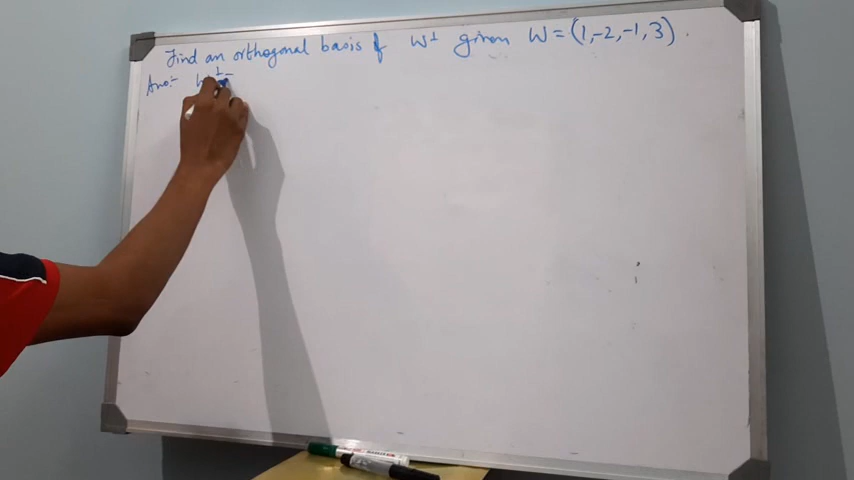 Find an orthogonal basis of W⊥ given W = (1,-2,-1,3).
Ans:- W⊥=